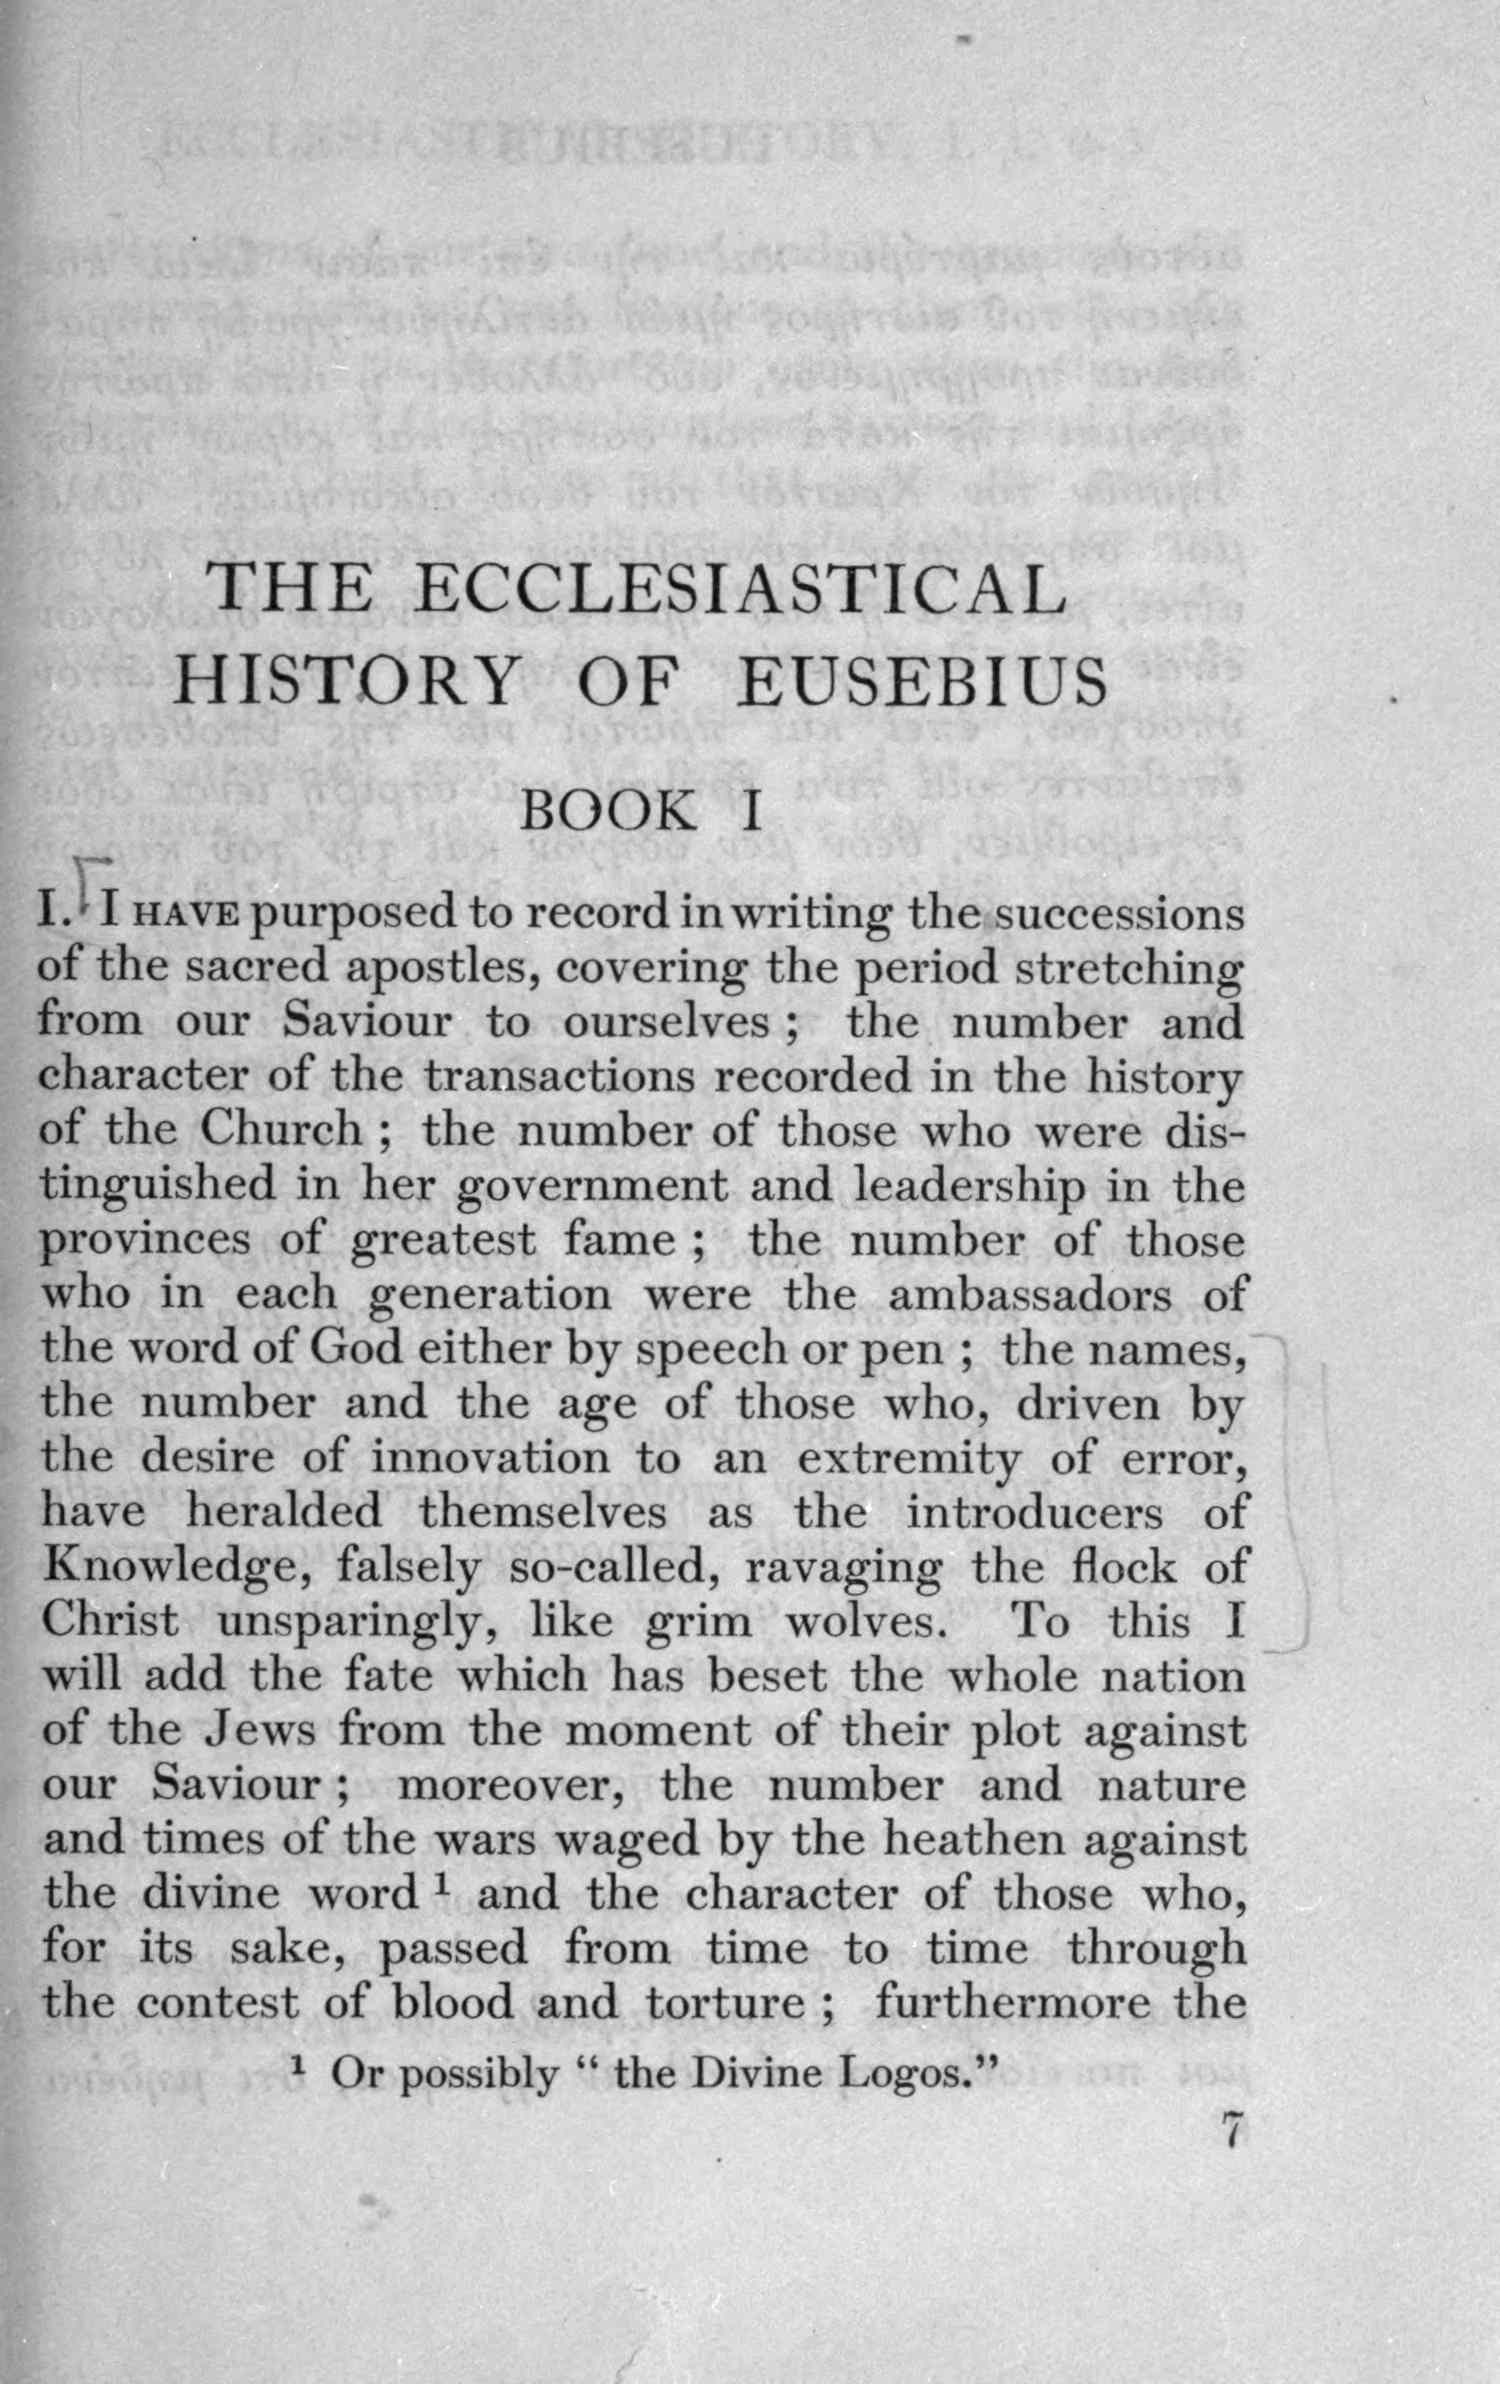 THE ECCLESIASTICAL
HISTORY OF EUSEBIUS
BOOK I
I. I HAVE purposed to record in writing the successions
of the sacred apostles, covering the period stretching
from our Saviour to ourselves ; the number and
character of the transactions recorded in the history
of the Church ; the number of those who were dis-
tinguished in her government and leadership in the
provinces of greatest fame ; the number of those
who in each generation were the ambassadors of
the word of God either by speech or pen ; the names,
the number and the age of those who, driven by
the desire of innovation to an extremity of error,
have heralded themselves as the introducers of
Knowledge, falsely so-called, ravaging the flock of
Christ unsparingly, like grim wolves. To this I
will add the fate which has beset the whole nation
of the Jews from the moment of their plot against
our Saviour ; moreover, the number and nature
and times of the wars waged by the heathen against
the divine word ¹ and the character of those who,
for its sake, passed from time to time through
the contest of blood and torture ; furthermore the
¹ Or possibly “ the Divine Logos.”
7